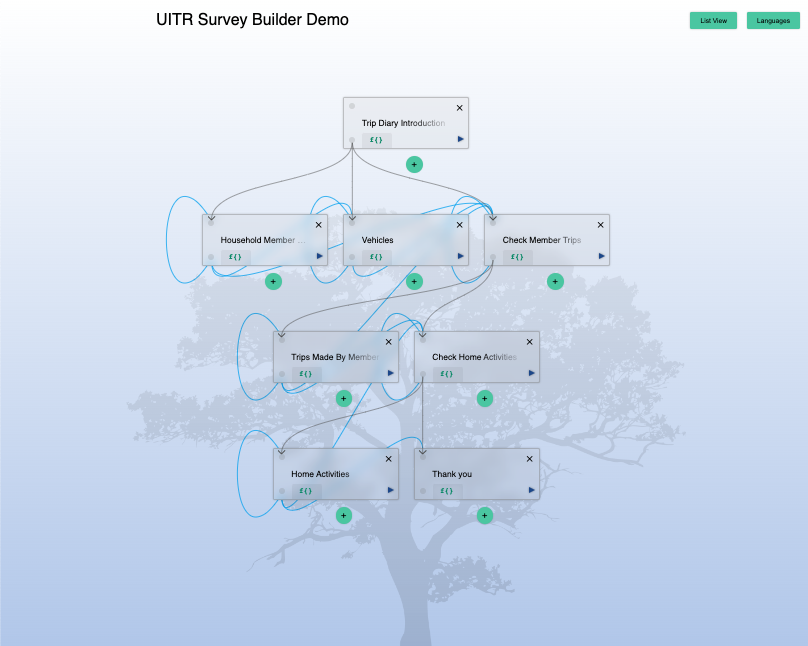 UITR Survey Builder Demo
List View
Languages
Trip Diary Introduction
f{}
+
Household Member ...
f{}
Vehicles
f{}
Check Member Trips
f{}
+
+
+
Trips Made By Member
f{}
Check Home Activities
f{}
+
+
Home Activities
f{}
Thank you
f{}
+
+